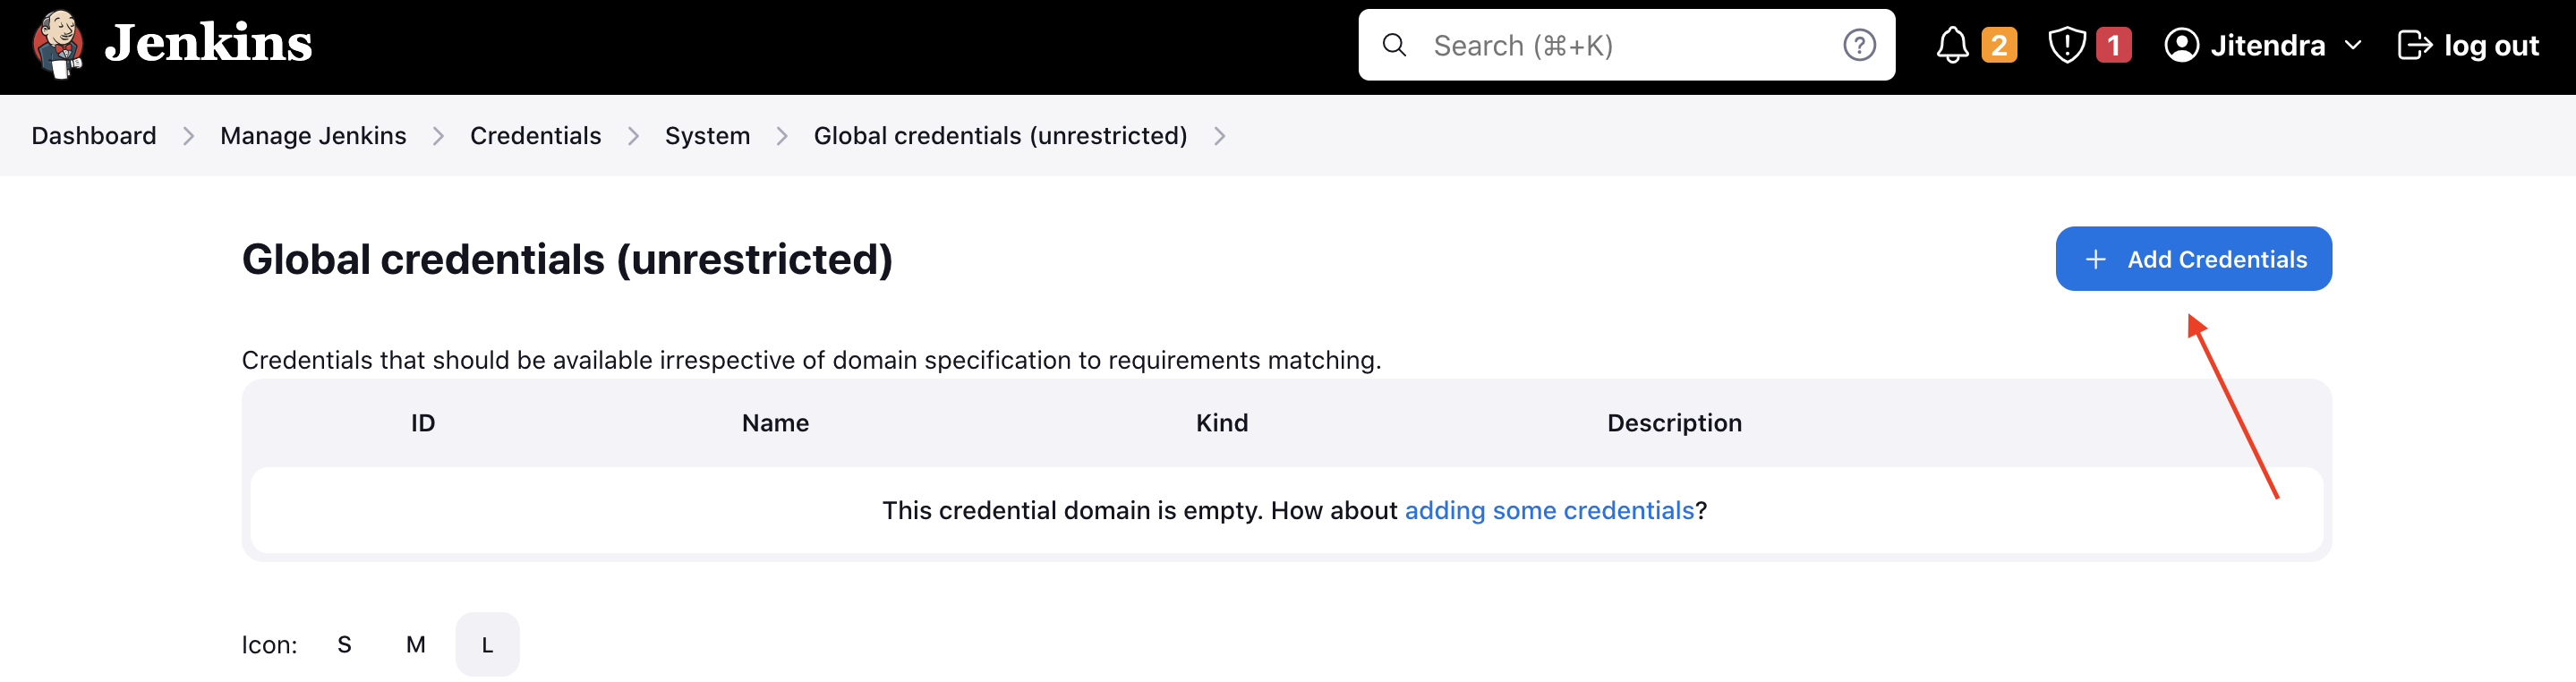 Jenkins
Search (⌘+K)
?
2
1
Jitendra
log out
Dashboard
Manage Jenkins
Credentials
System
Global credentials (unrestricted)
Global credentials (unrestricted)
+ Add Credentials
Credentials that should be available irrespective of domain specification to requirements matching.
ID Name Kind Description
This credential domain is empty. How about adding some credentials?
Icon: S M L